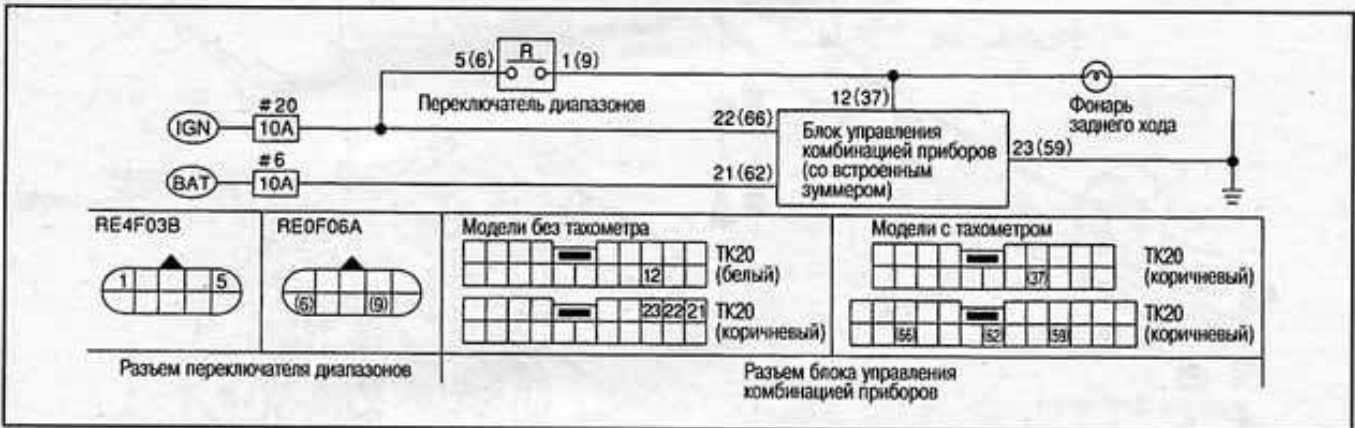 R
5(6) 1(9)
Переключатель диапазонов
#20
IGN 10A
#6
BAT 10A
12(37)
22(66)
21(62)
Блок управления
комбинацией приборов
(со встроенным
зуммером)
23(59)
Фонарь
заднего хода
RE4F03B
1 5
RE0F06A
(6) (9)
Разъем переключателя диапазонов
Модели без тахометра
12
TK20
(белый)
23 22 21
TK20
(коричневый)
Модели с тахометром
(37)
TK20
(коричневый)
(66) (62) (59)
TK20
(коричневый)
Разъем блока управления
комбинацией приборов